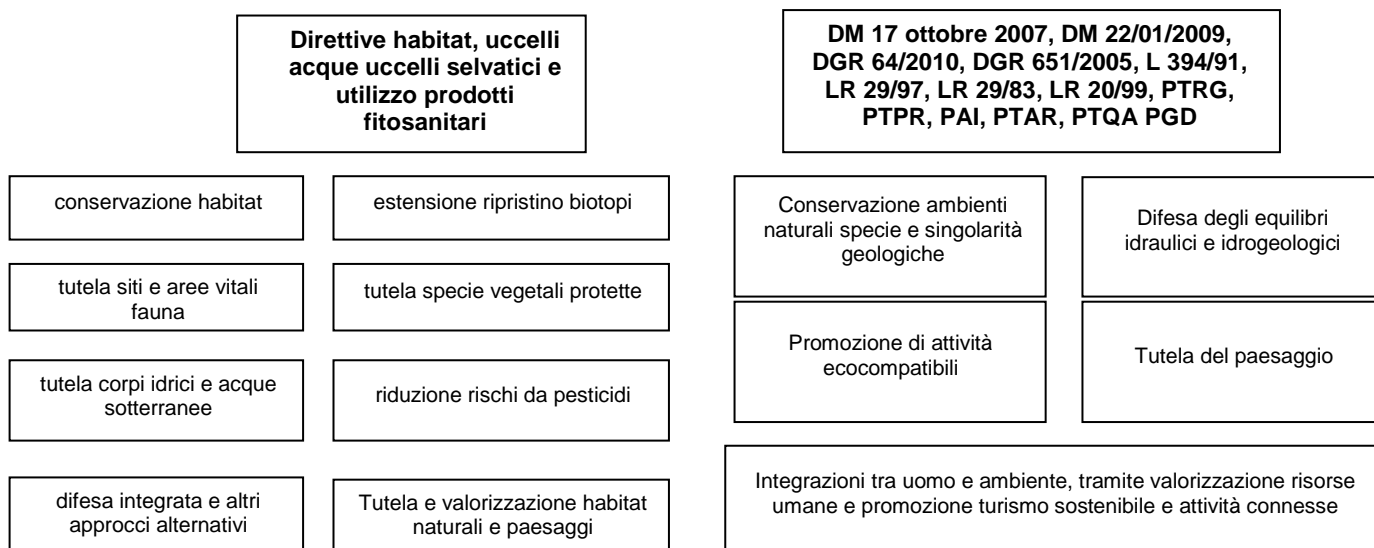 Direttive habitat, uccelli
acque uccelli selvatici e
utilizzo prodotti
fitosanitari
DM 17 ottobre 2007, DM 22/01/2009,
DGR 64/2010, DGR 651/2005, L 394/91,
LR 29/97, LR 29/83, LR 20/99, PTRG,
PTPR, PAI, PTAR, PTQA PGD
conservazione habitat
estensione ripristino biotopi
tutela siti e aree vitali
fauna
tutela specie vegetali protette
tutela corpi idrici e acque
sotterranee
riduzione rischi da pesticidi
difesa integrata e altri
approcci alternativi
Tutela e valorizzazione habitat
naturali e paesaggi
Conservazione ambienti
naturali specie e singolarità
geologiche
Difesa degli equilibri
idraulici e idrogeologici
Promozione di attività
ecocompatibili
Tutela del paesaggio
Integrazioni tra uomo e ambiente, tramite valorizzazione risorse
umane e promozione turismo sostenibile e attività connesse